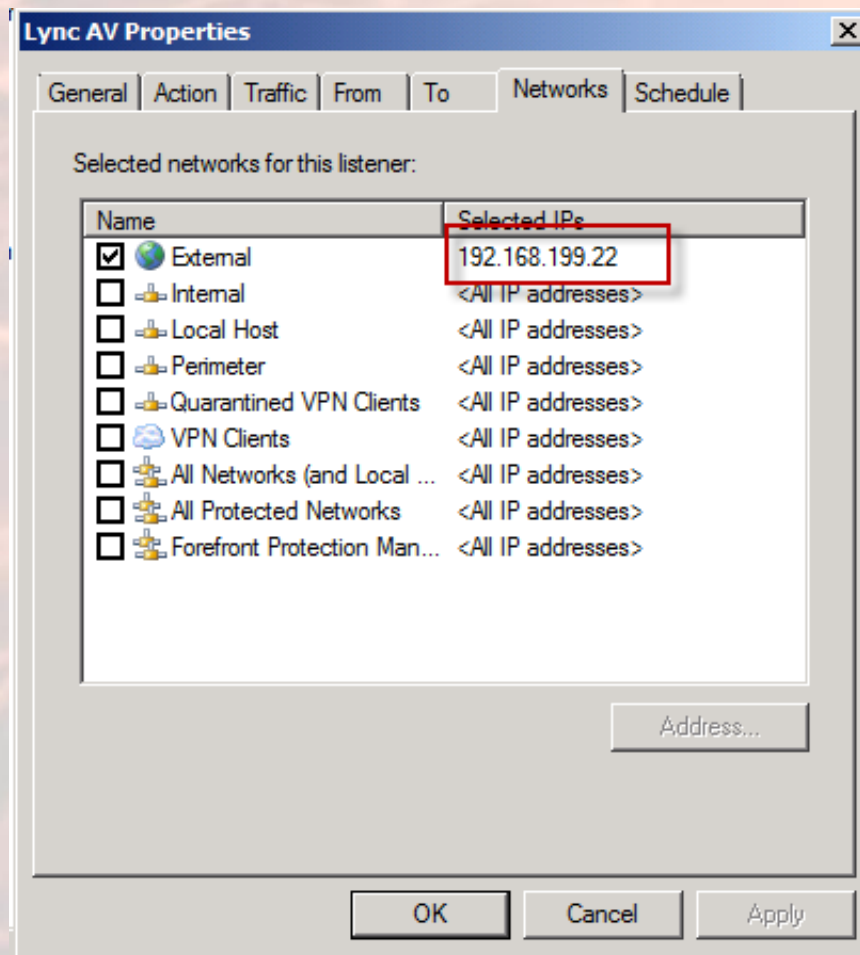 Lync AV Properties
General Action Traffic From To Networks Schedule
Selected networks for this listener:
Name Selected IPs
External 192.168.199.22
Internal <All IP addresses>
Local Host <All IP addresses>
Perimeter <All IP addresses>
Quarantined VPN Clients <All IP addresses>
VPN Clients <All IP addresses>
All Networks (and Local ... <All IP addresses>
All Protected Networks <All IP addresses>
Forefront Protection Man... <All IP addresses>
Address...
OK Cancel Apply